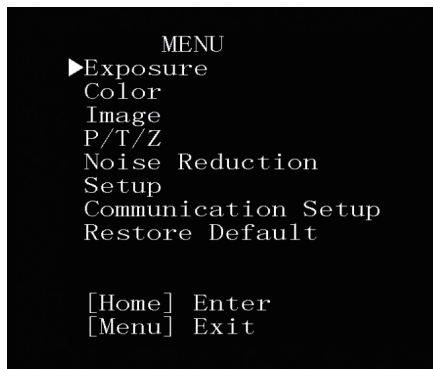 MENU
▶Exposure
Color
Image
P/T/Z
Noise Reduction
Setup
Communication Setup
Restore Default
[Home] Enter
[Menu] Exit